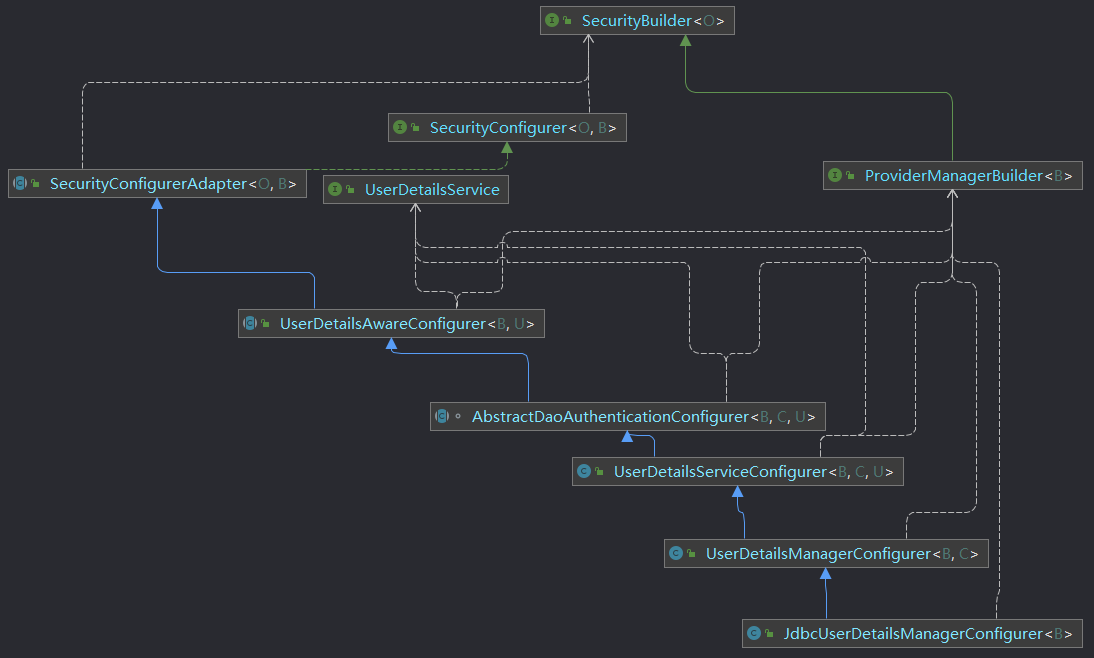 SecurityBuilder<O>
SecurityConfigurer<O, B>
SecurityConfigurerAdapter<O, B>
UserDetailsService
ProviderManagerBuilder<B>
UserDetailsAwareConfigurer<B, U>
AbstractDaoAuthenticationConfigurer<B, C, U>
UserDetailsServiceConfigurer<B, C, U>
UserDetailsManagerConfigurer<B, C>
JdbcUserDetailsManagerConfigurer<B>